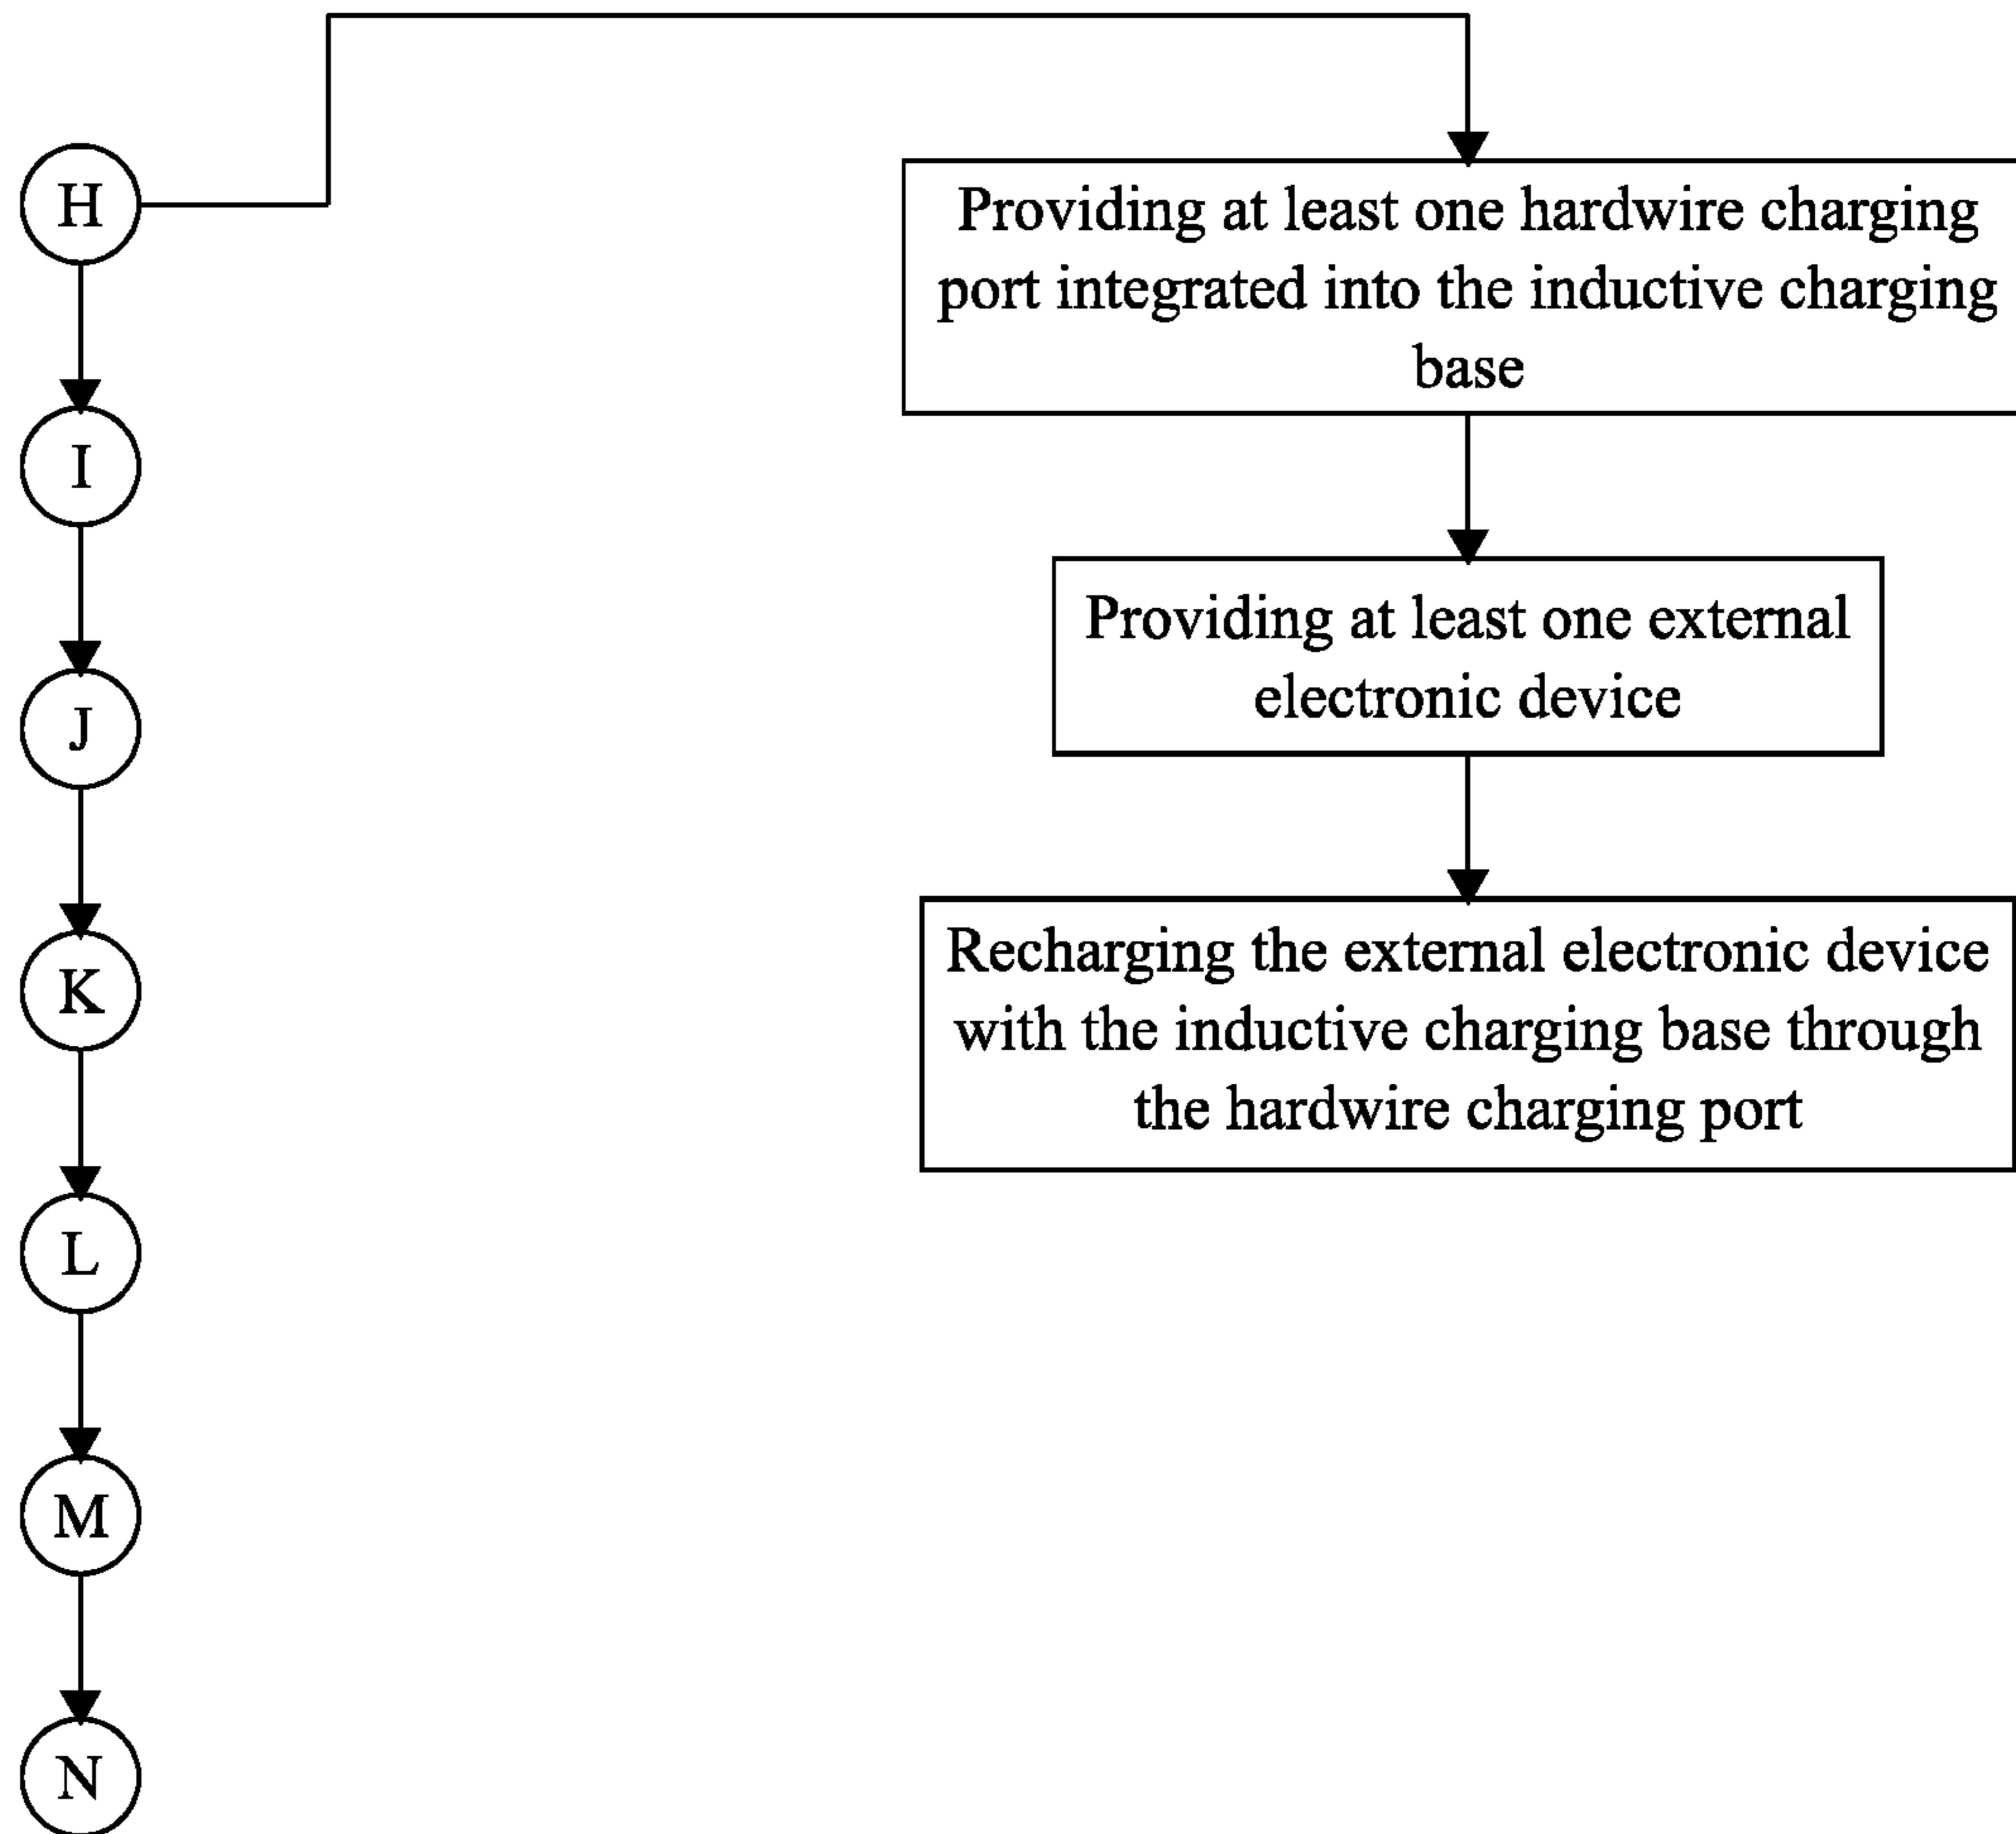 H
Providing at least one hardwire charging
port integrated into the inductive charging
base
I
Providing at least one external
electronic device
J
Recharging the external electronic device
with the inductive charging base through
the hardwire charging port
K
L
M
N